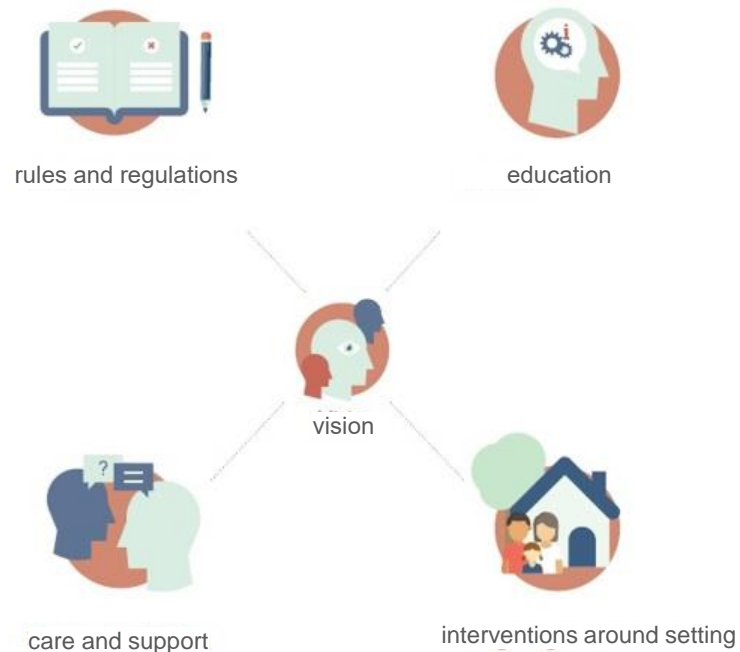 rules and regulations
education
vision
care and support
interventions around setting